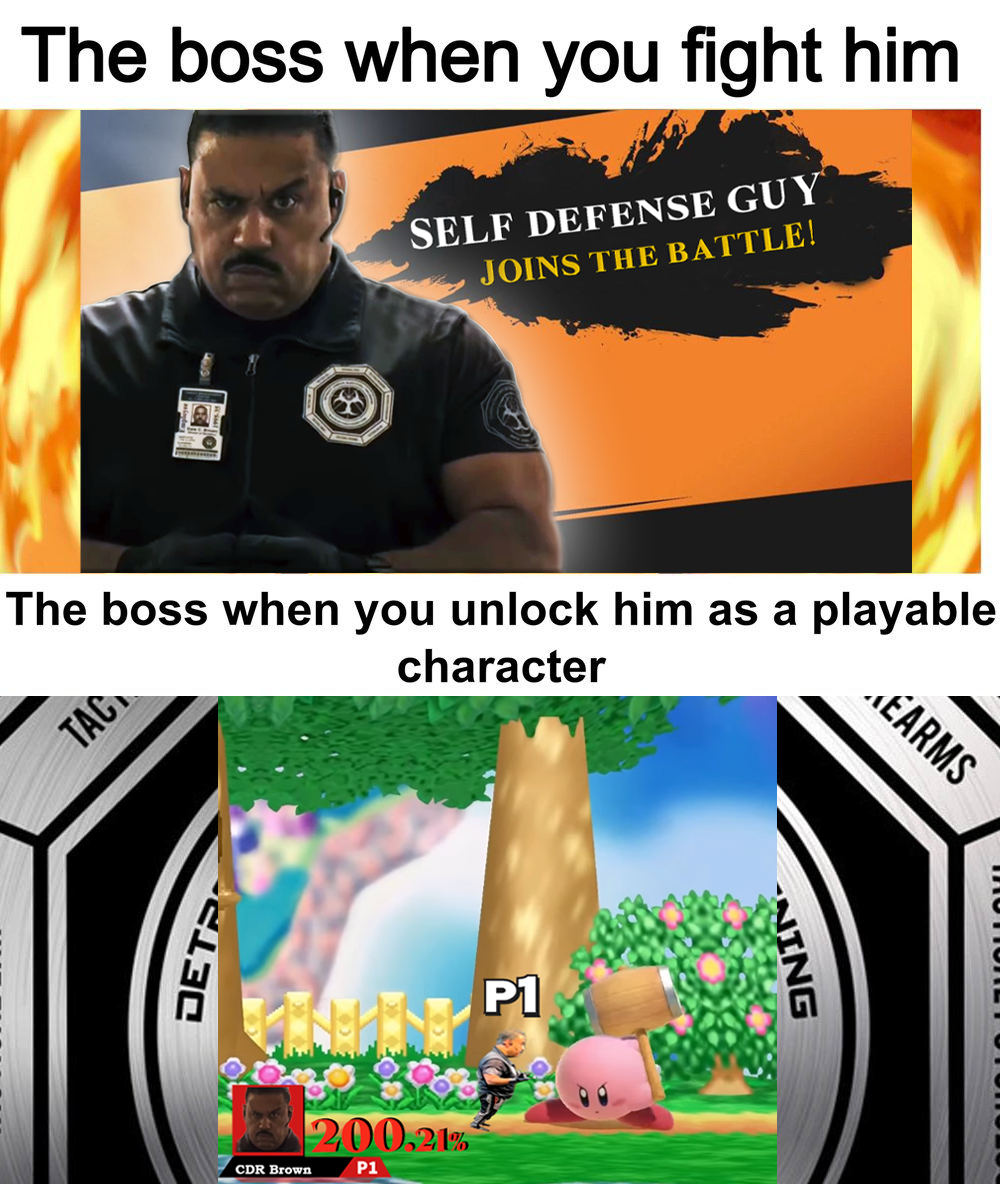 The boss when you fight him
SELF DEFENSE GUY
JOINS THE BATTLE!
The boss when you unlock him as a playable
character
P1
200.21%
CDR Brown
P1